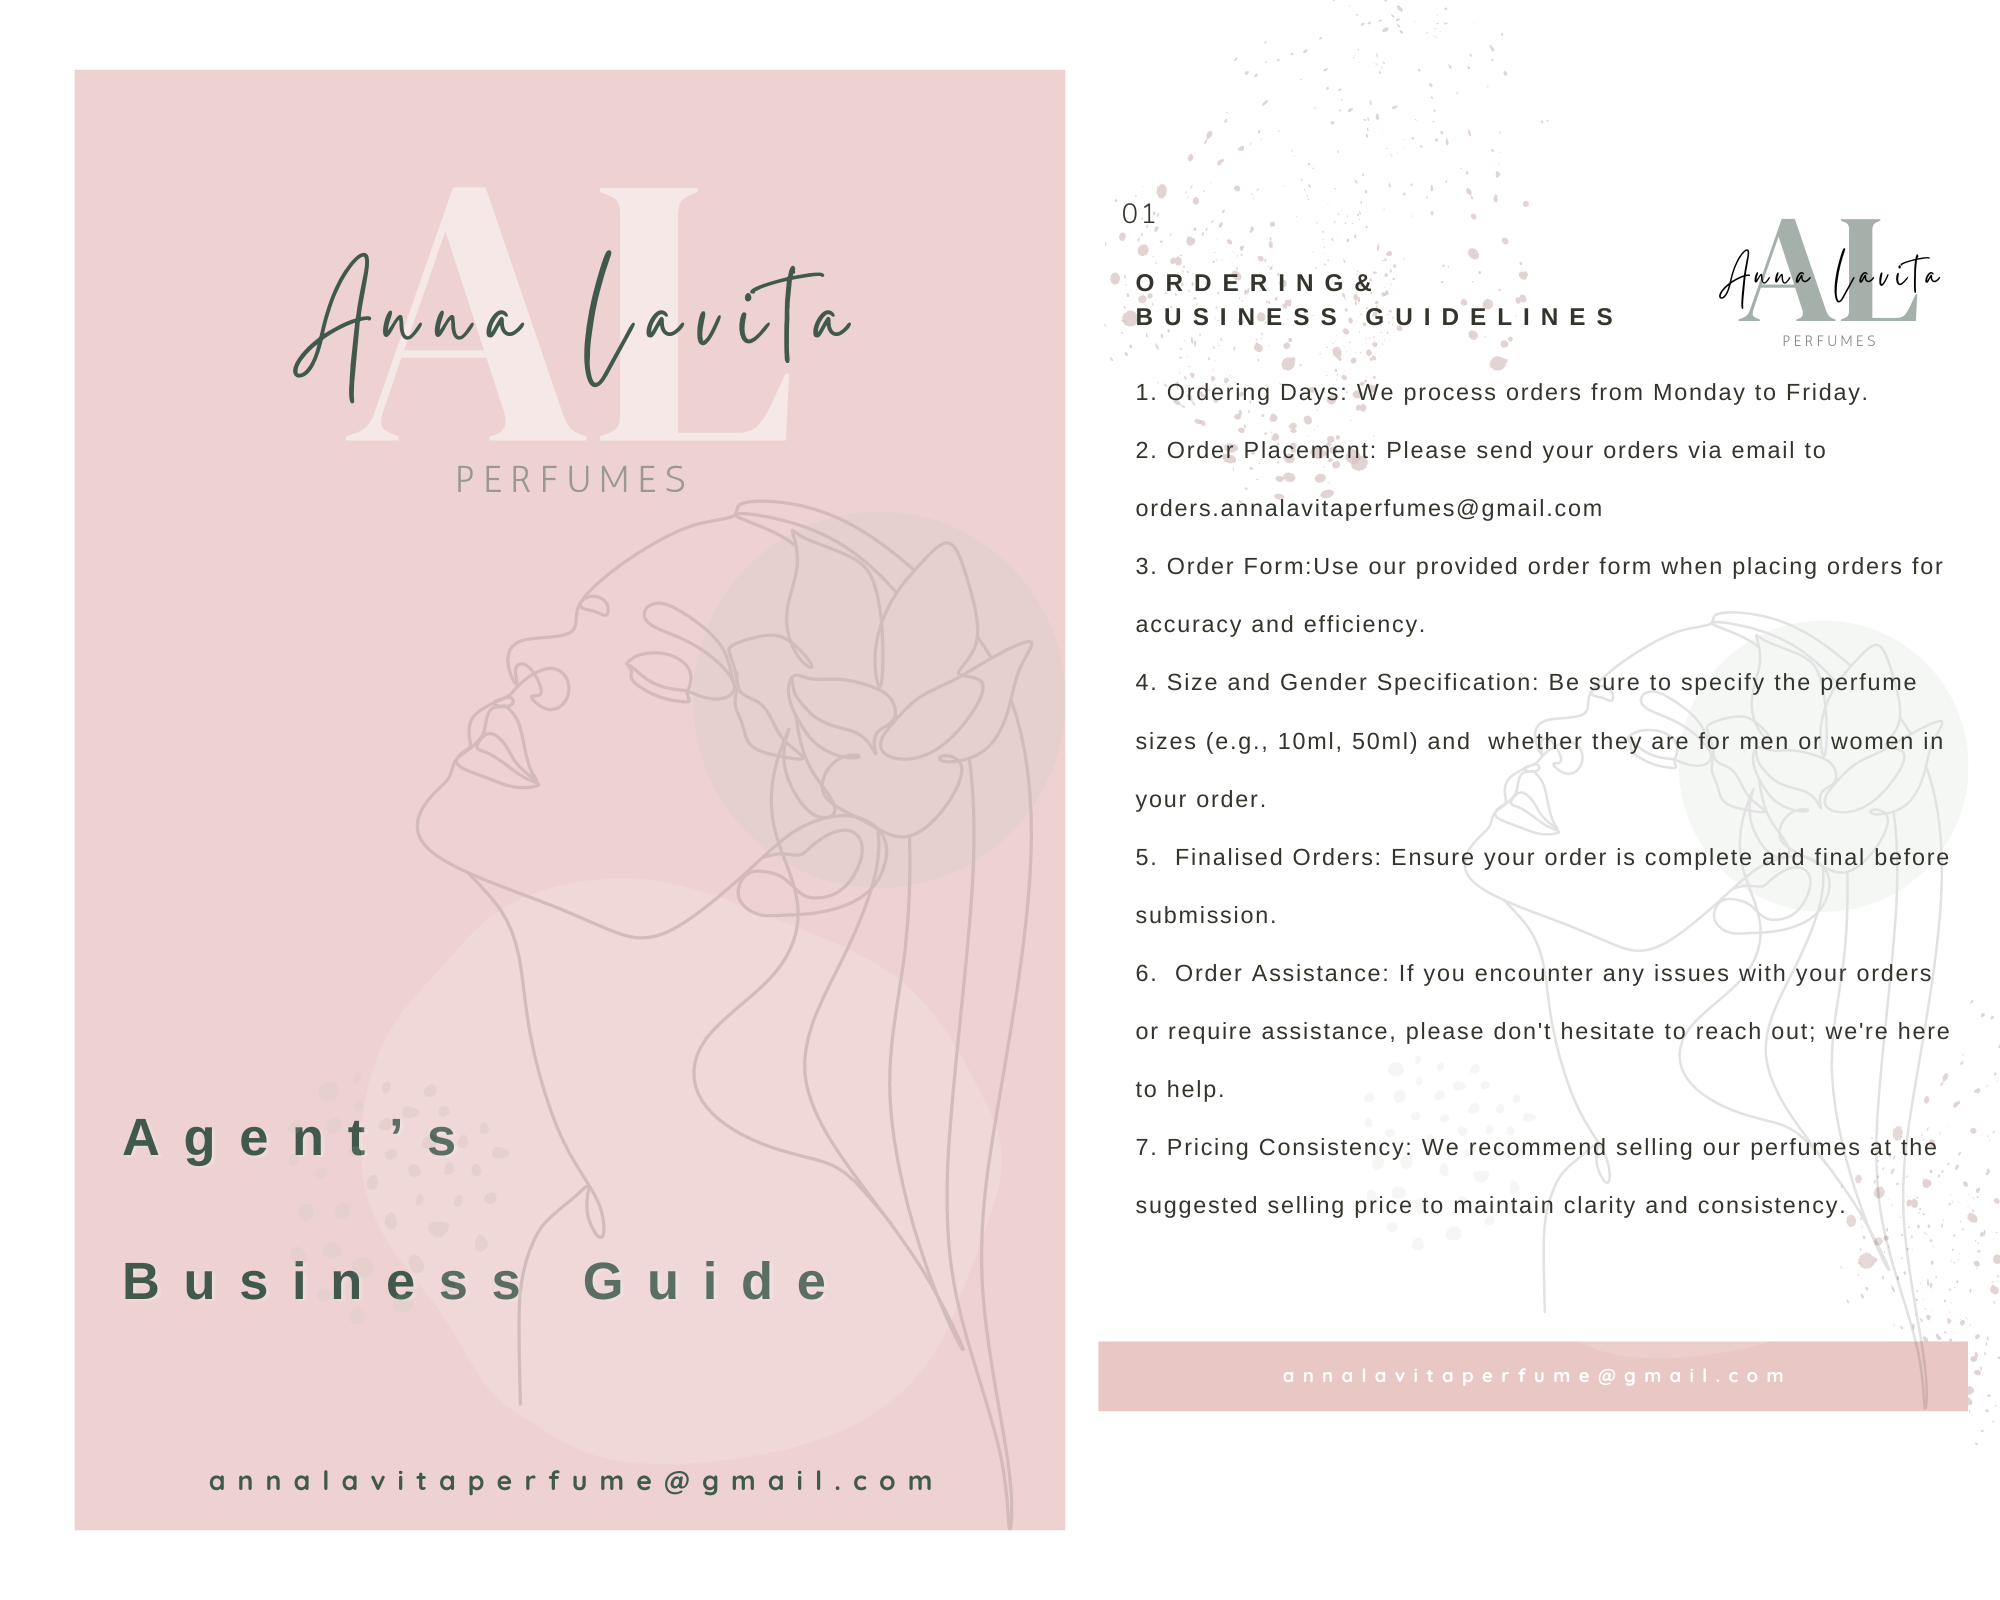 AL
Anna Lavita
PERFUMES
Agent’s
Business Guide
annalavitaperfume@gmail.com
01
ORDERING&
BUSINESS GUIDELINES
AL
Anna Lavita
PERFUMES
1. Ordering Days: We process orders from Monday to Friday.
2. Order Placement: Please send your orders via email to
orders.annalavitaperfumes@gmail.com
3. Order Form:Use our provided order form when placing orders for
accuracy and efficiency.
4. Size and Gender Specification: Be sure to specify the perfume
sizes (e.g., 10ml, 50ml) and  whether they are for men or women in
your order.
5.  Finalised Orders: Ensure your order is complete and final before
submission.
6.  Order Assistance: If you encounter any issues with your orders
or require assistance, please don't hesitate to reach out; we're here
to help.
7. Pricing Consistency: We recommend selling our perfumes at the
suggested selling price to maintain clarity and consistency.
annalavitaperfume@gmail.com